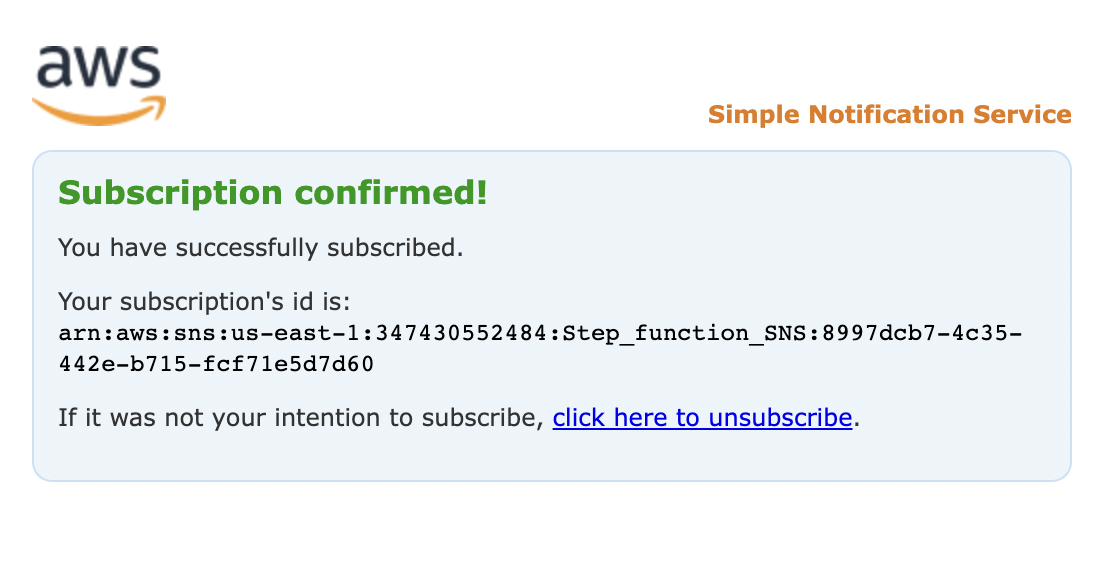 aws
Simple Notification Service
Subscription confirmed!
You have successfully subscribed.
Your subscription's id is:
arn:aws:sns:us-east-1:347430552484:Step_function_SNS:8997dcb7-4c35-
442e-b715-fcf71e5d7d60
If it was not your intention to subscribe, click here to unsubscribe.